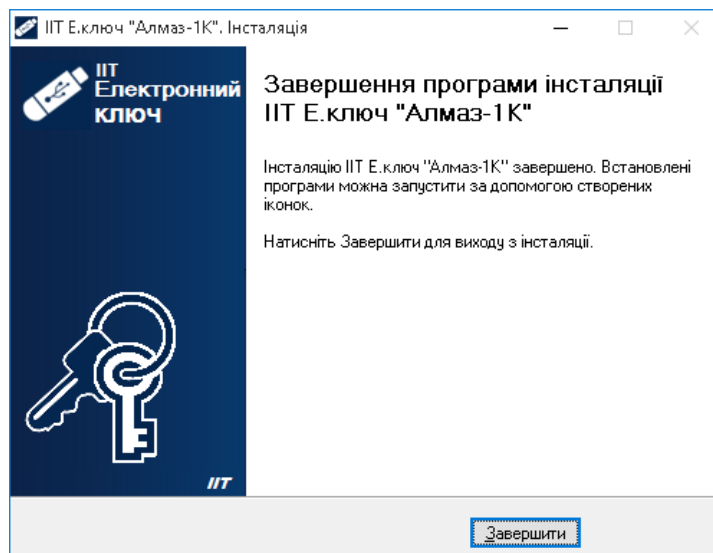 ІІТ Е.ключ "Алмаз-1К". Інсталяція
ІІТ
Електронний
ключ
Завершення програми інсталяції
ІІТ Е.ключ "Алмаз-1К"
Інсталяцію ІІТ Е.ключ "Алмаз-1К" завершено. Встановлені
програми можна запустити за допомогою створених
іконок.
Натисніть Завершити для виходу з інсталяції.
ІІТ
Завершити